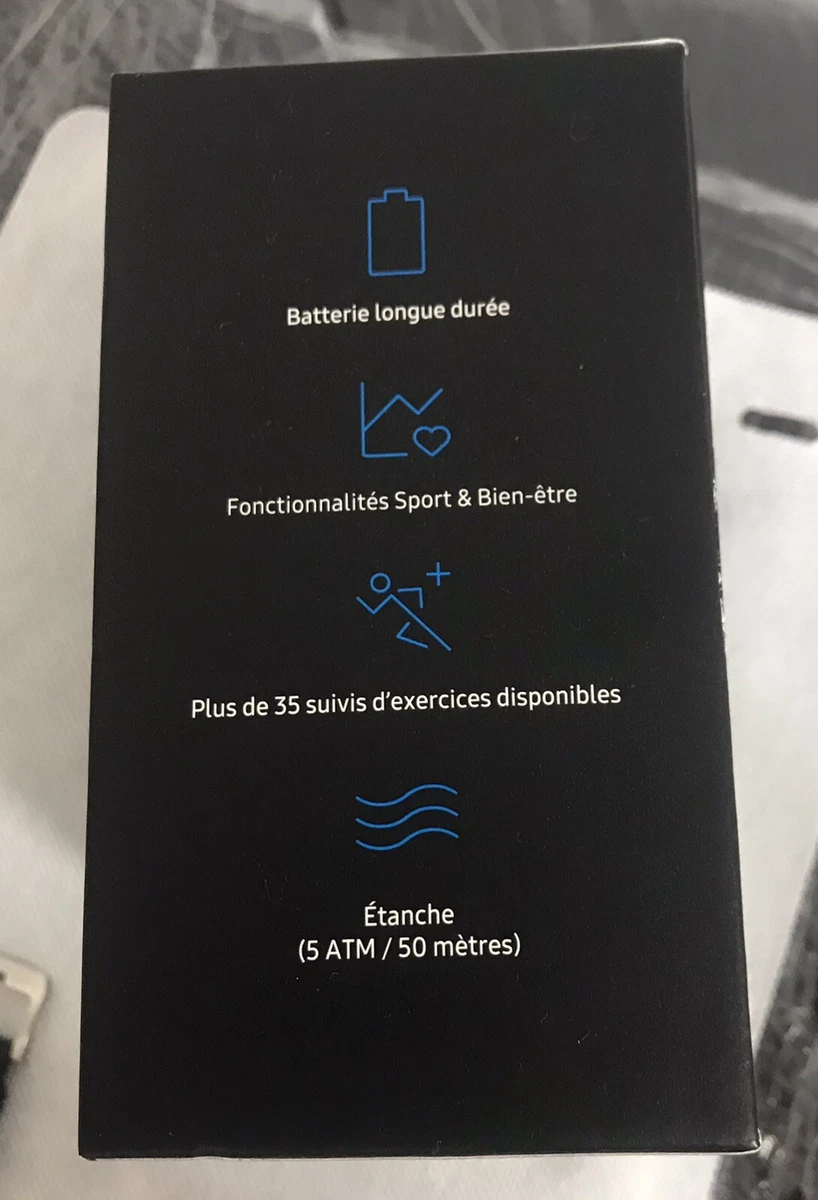 Batterie longue durée
Fonctionnalités Sport & Bien-être
Plus de 35 suivis d’exercices disponibles
Étanche
(5 ATM / 50 mètres)